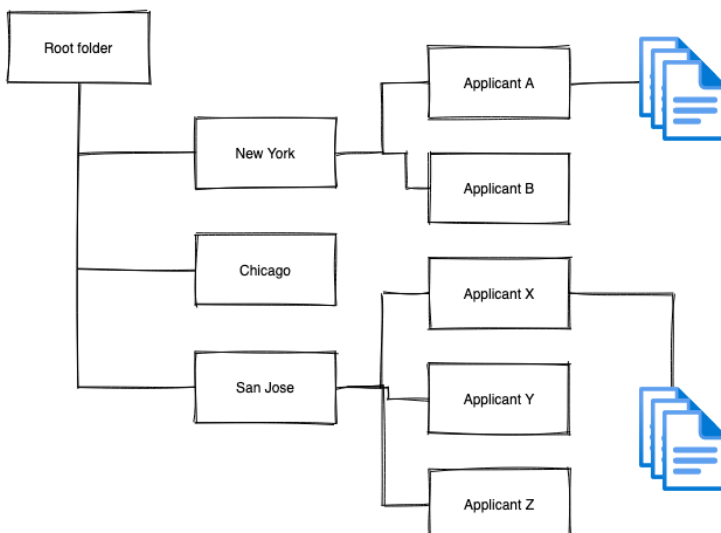 Root folder
New York
Chicago
San Jose
Applicant A
Applicant B
Applicant X
Applicant Y
Applicant Z